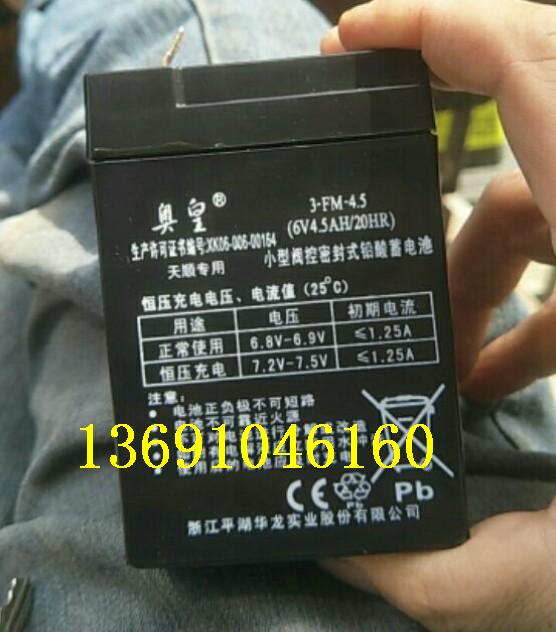 奥皇®
3-FM-4.5
(6V4.5AH/20HR)
生产许可证书编号:XK06-006-00164
小型阀控密封式铅酸蓄电池
天顺专用
恒压充电电压、电流值(25℃)
用途 电压 初期电流
正常使用 6.8V-6.9V ≤1.25A
恒压充电 7.2V-7.5V ≤1.25A
注意:
• 电池正负极不可短路
13691046160
CE Pb
浙江平湖华龙实业股份有限公司